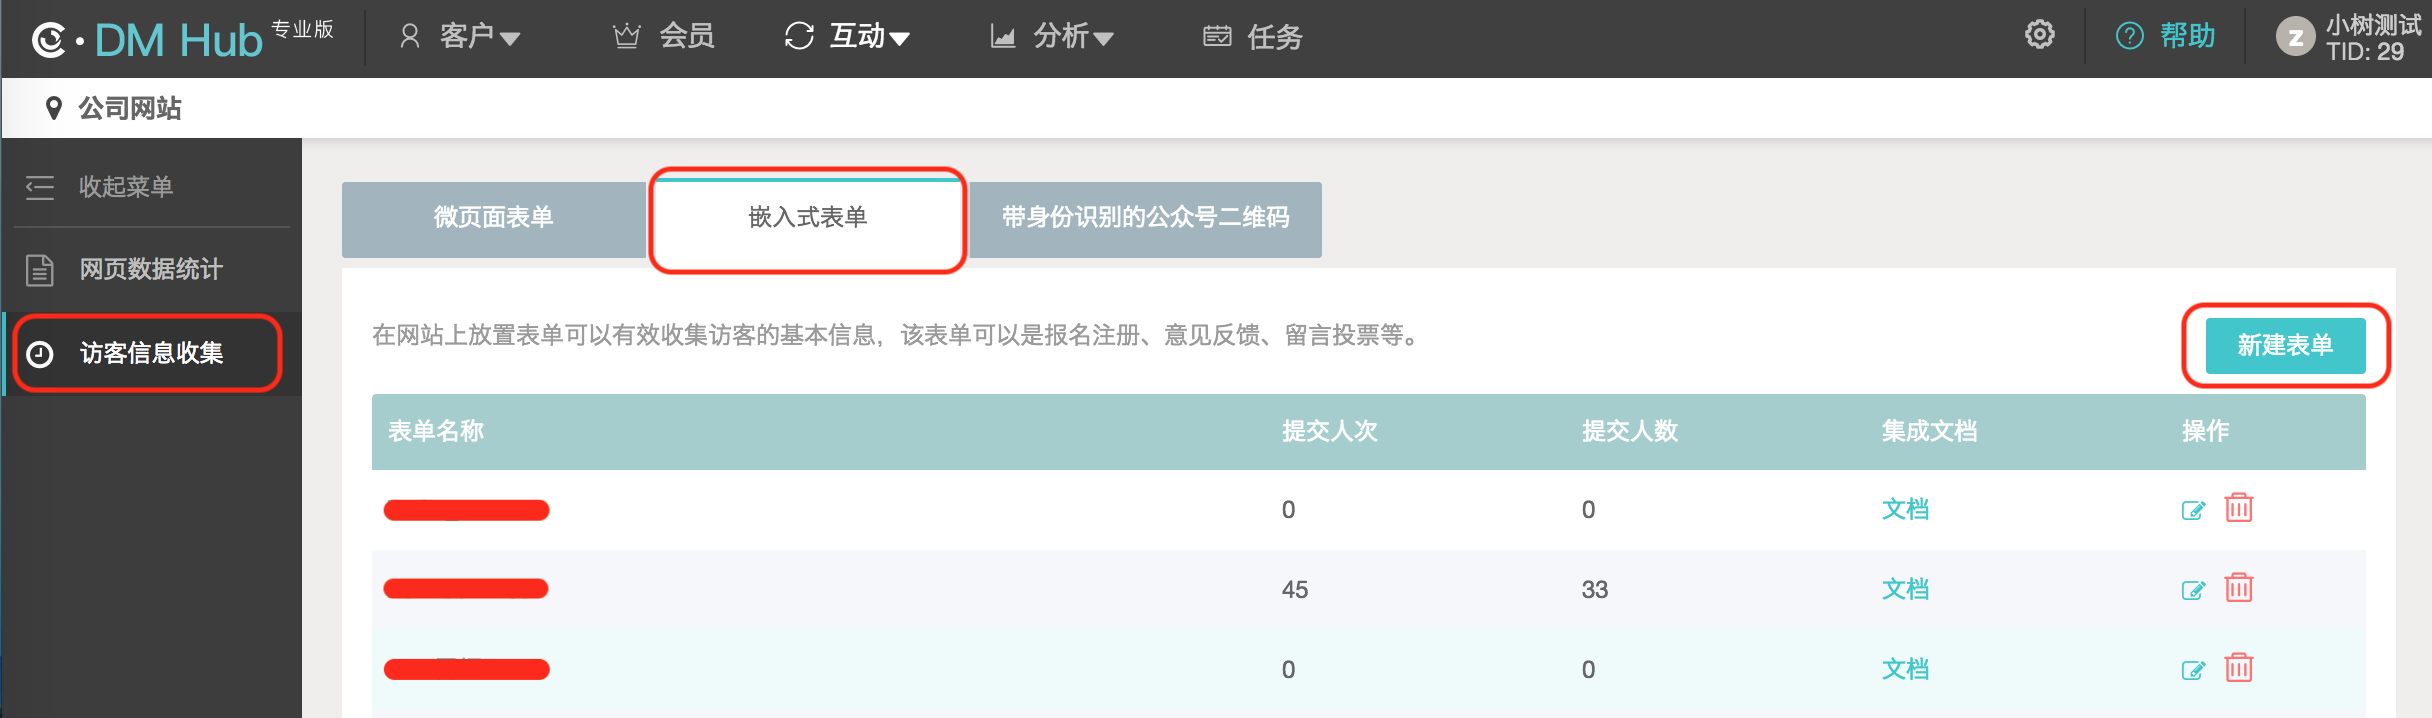 DM Hub 专业版 客户 会员 互动 分析 任务 帮助 z 小树测试
TID: 29
公司网站
收起菜单
网页数据统计
访客信息收集
微页面表单 嵌入式表单 带身份识别的公众号二维码
在网站上放置表单可以有效收集访客的基本信息，该表单可以是报名注册、意见反馈、留言投票等。
新建表单
表单名称 提交人次 提交人数 集成文档 操作
0 0 文档
45 33 文档
0 0 文档